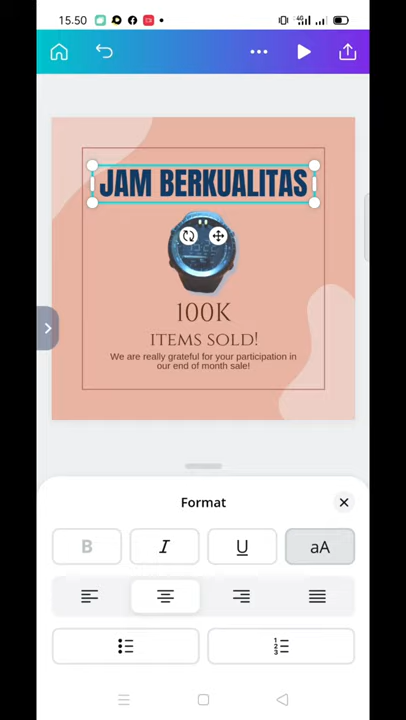 15.50
JAM BERKUALITAS
100K
ITEMS SOLD!
We are really grateful for your participation in
our end of month sale!
Format
B I U aA